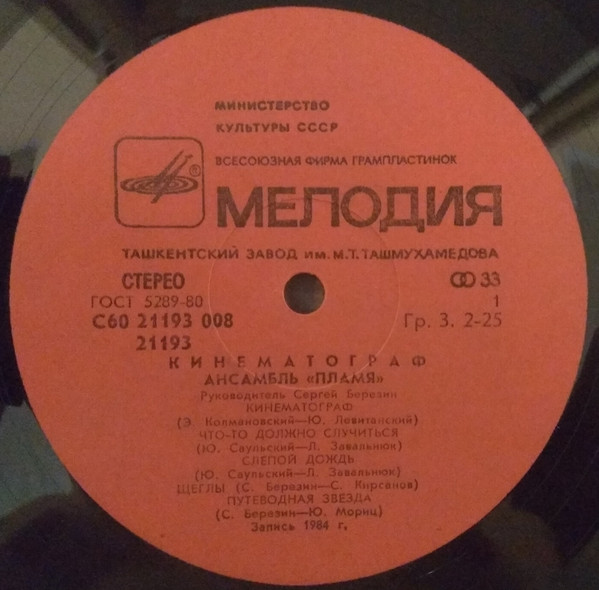 МИНИСТЕРСТВО
КУЛЬТУРЫ СССР
ВСЕСОЮЗНАЯ ФИРМА ГРАМПЛАСТИНОК
®
МЕЛОДИЯ
ТАШКЕНТСКИЙ ЗАВОД им. М.Т. ТАШМУХАМЕДОВА
СТЕРЕО 33
ГОСТ 5289-80 1
С60 21193 008 Гр. 3. 2-25
21193
КИНЕМАТОГРАФ
АНСАМБЛЬ «ПЛАМЯ»
Руководитель Сергей Березин
КИНЕМАТОГРАФ
(Э. Колмановский—Ю. Левитанский)
ЧТО-ТО ДОЛЖНО СЛУЧИТЬСЯ
(Ю. Саульский—Л. Завальнюк)
СЛЕПОЙ ДОЖДЬ
(Ю. Саульский—Л. Завальнюк)
ЩЕГЛЫ (С. Березин—С. Кирсанов)
ПУТЕВОДНАЯ ЗВЕЗДА
(С. Березин—Ю. Мориц)
Запись 1984 г.